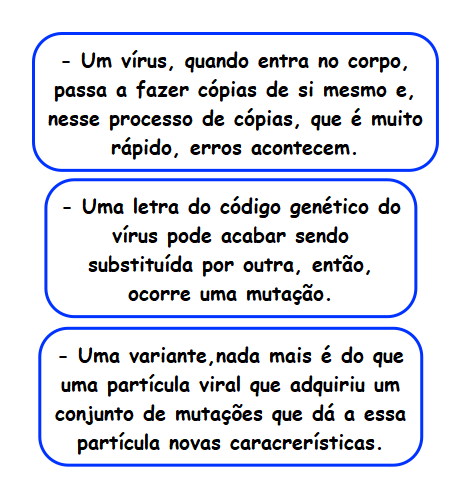 - Um vírus, quando entra no corpo,
passa a fazer cópias de si mesmo e,
nesse processo de cópias, que é muito
rápido, erros acontecem.
- Uma letra do código genético do
vírus pode acabar sendo
substituída por outra, então,
ocorre uma mutação.
- Uma variante,nada mais é do que
uma partícula viral que adquiriu um
conjunto de mutações que dá a essa
partícula novas caracrerísticas.